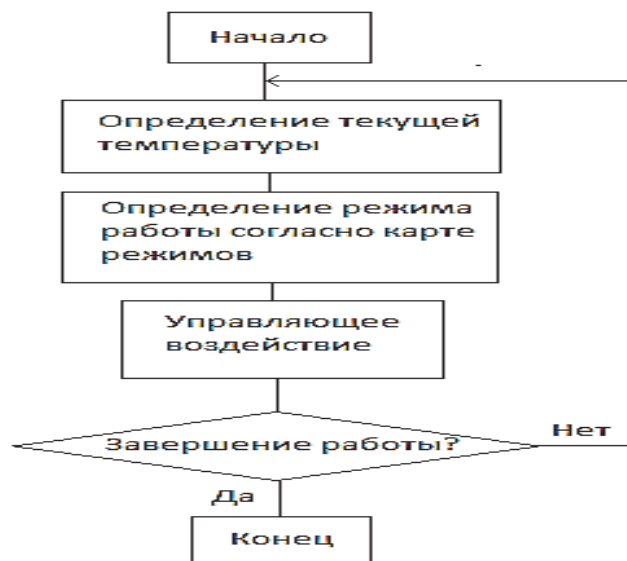 Начало
Определение текущей
температуры
Определение режима
работы согласно карте
режимов
Управляющее
воздействие
Завершение работы?
Нет
Да
Конец